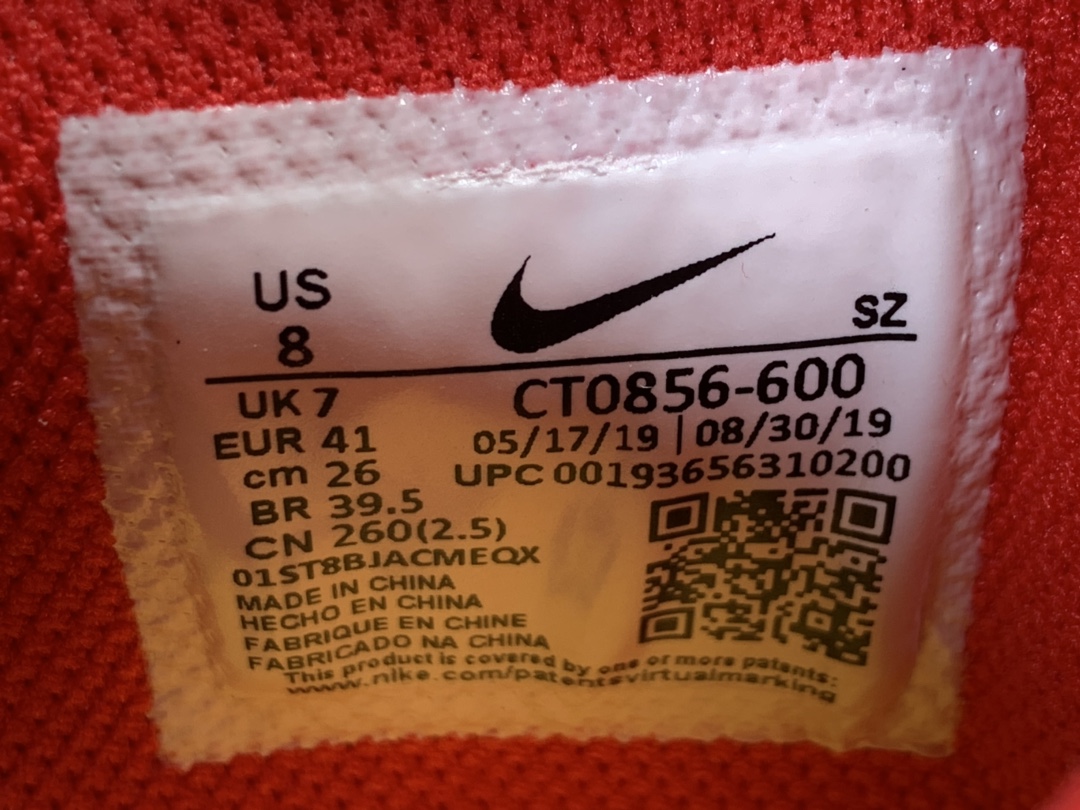 US
8
SZ
UK 7
CT0856-600
EUR 41
05/17/19 | 08/30/19
cm 26
UPC 00193656310200
BR 39.5
CN 260(2.5)
01ST8BJACMEQX
MADE IN CHINA
HECHO EN CHINA
FABRIQUE EN CHINE
FABRICADO NA CHINA
This product is covered by one or more patents:
www.nike.com/patentsvirtualmarking